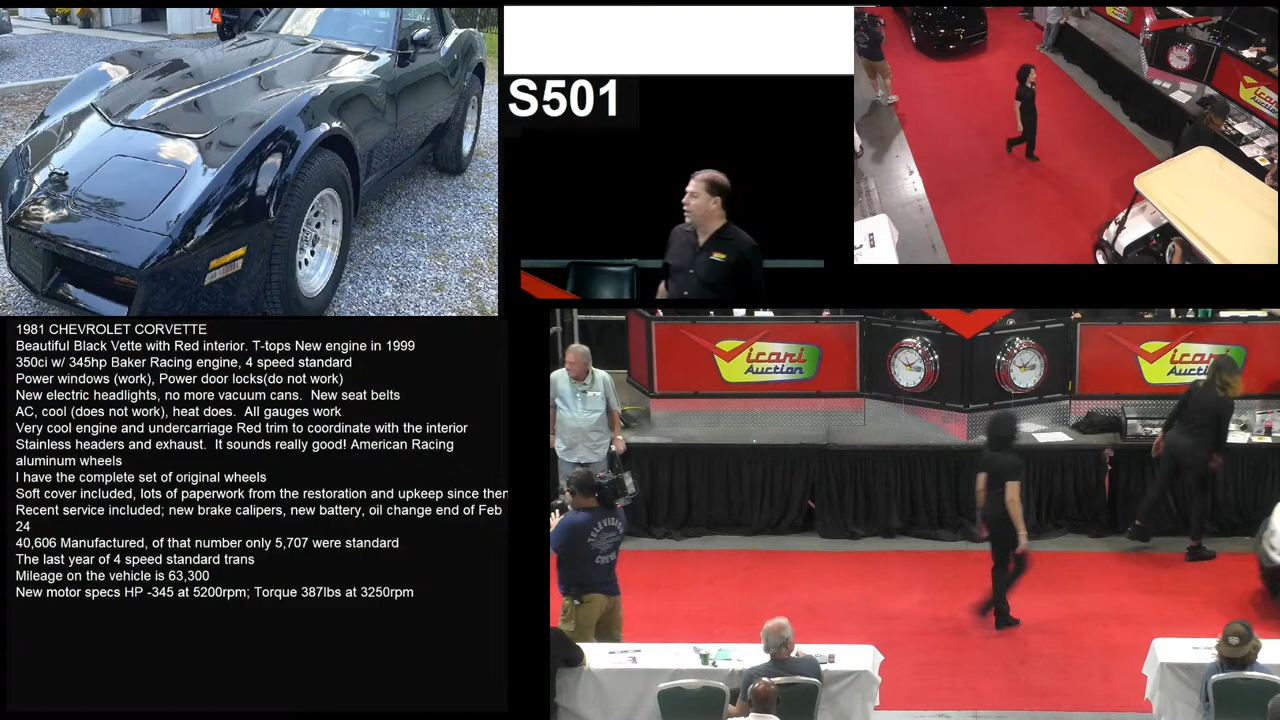 S501
1981 CHEVROLET CORVETTE
Beautiful Black Vette with Red interior. T-tops New engine in 1999
350ci w/ 345hp Baker Racing engine, 4 speed standard
Power windows (work), Power door locks(do not work)
New electric headlights, no more vacuum cans. New seat belts
AC, cool (does not work), heat does. All gauges work
Very cool engine and undercarriage Red trim to coordinate with the interior
Stainless headers and exhaust. It sounds really good! American Racing
aluminum wheels
I have the complete set of original wheels
Soft cover included, lots of paperwork from the restoration and upkeep since then
Recent service included; new brake calipers, new battery, oil change end of Feb
24
40,606 Manufactured, of that number only 5,707 were standard
The last year of 4 speed standard trans
Mileage on the vehicle is 63,300
New motor specs HP -345 at 5200rpm; Torque 387lbs at 3250rpm
Vicari
Auction
Vicari
Auction
Vicari
Auction
TELEVISION
CREW